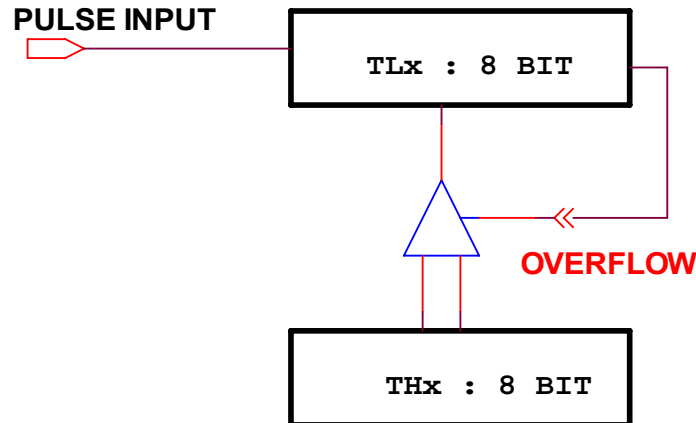 PULSE INPUT
TLx : 8 BIT
OVERFLOW
THx : 8 BIT